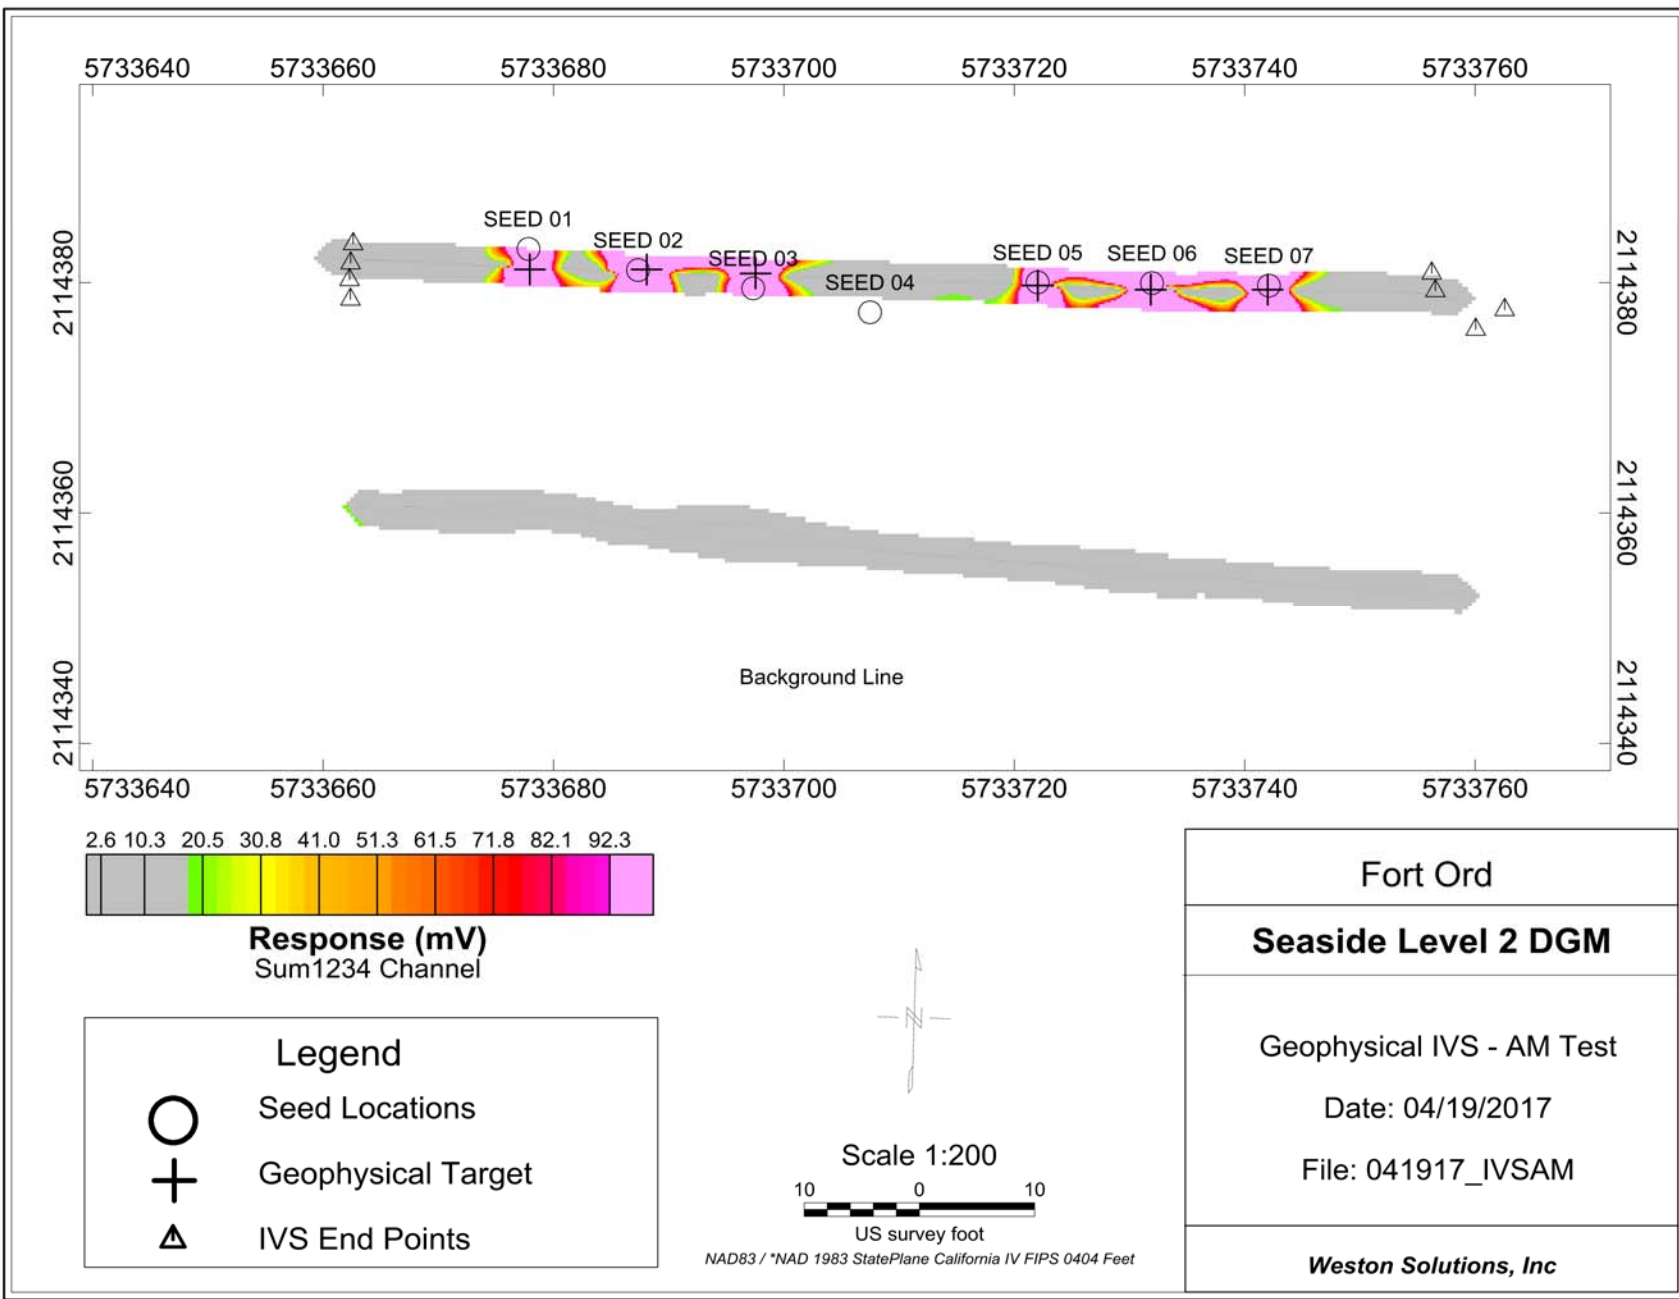 5733640 5733660 5733680 5733700 5733720 5733740 5733760
SEED 01
SEED 02
SEED 03
SEED 04
SEED 05
SEED 06
SEED 07
2114380 2114380
2114360 2114360
2114340 2114340
Background Line
5733640 5733660 5733680 5733700 5733720 5733740 5733760
2.6 10.3 20.5 30.8 41.0 51.3 61.5 71.8 82.1 92.3
Response (mV)
Sum1234 Channel
Legend
Seed Locations
Geophysical Target
IVS End Points
N
Scale 1:200
10 0 10
US survey foot
NAD83 / *NAD 1983 StatePlane California IV FIPS 0404 Feet
Fort Ord
Seaside Level 2 DGM
Geophysical IVS - AM Test
Date: 04/19/2017
File: 041917_IVSAM
Weston Solutions, Inc